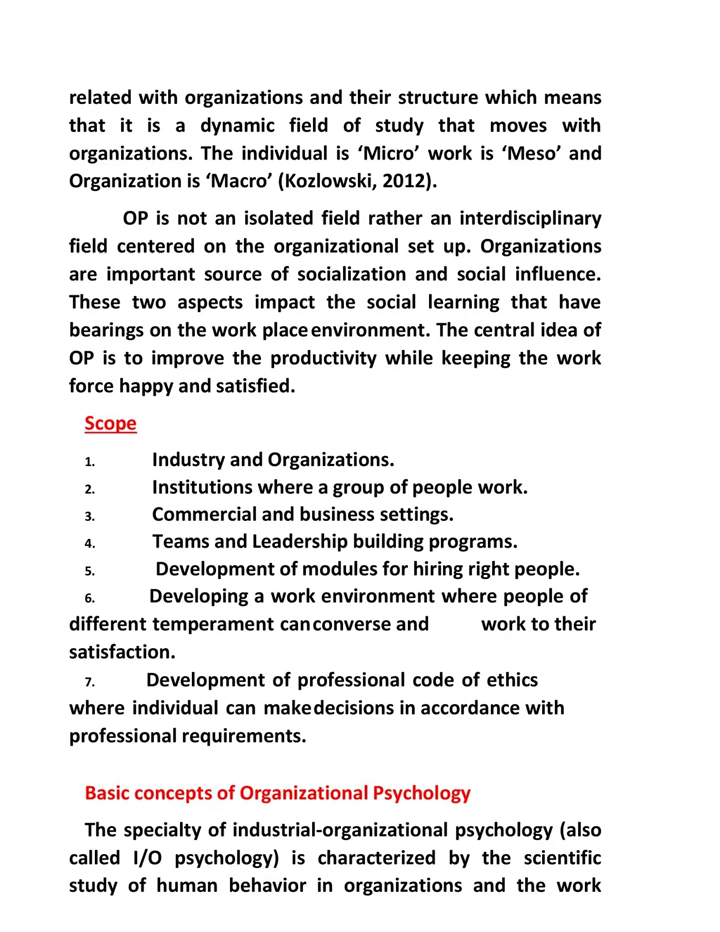 related with organizations and their structure which means
that it is a dynamic field of study that moves with
organizations. The individual is ‘Micro’ work is ‘Meso’ and
Organization is ‘Macro’ (Kozlowski, 2012).
OP is not an isolated field rather an interdisciplinary
field centered on the organizational set up. Organizations
are important source of socialization and social influence.
These two aspects impact the social learning that have
bearings on the work place environment. The central idea of
OP is to improve the productivity while keeping the work
force happy and satisfied.
Scope
1. Industry and Organizations.
2. Institutions where a group of people work.
3. Commercial and business settings.
4. Teams and Leadership building programs.
5. Development of modules for hiring right people.
6. Developing a work environment where people of
different temperament can converse and work to their
satisfaction.
7. Development of professional code of ethics
where individual can make decisions in accordance with
professional requirements.
Basic concepts of Organizational Psychology
The specialty of industrial-organizational psychology (also
called I/O psychology) is characterized by the scientific
study of human behavior in organizations and the work